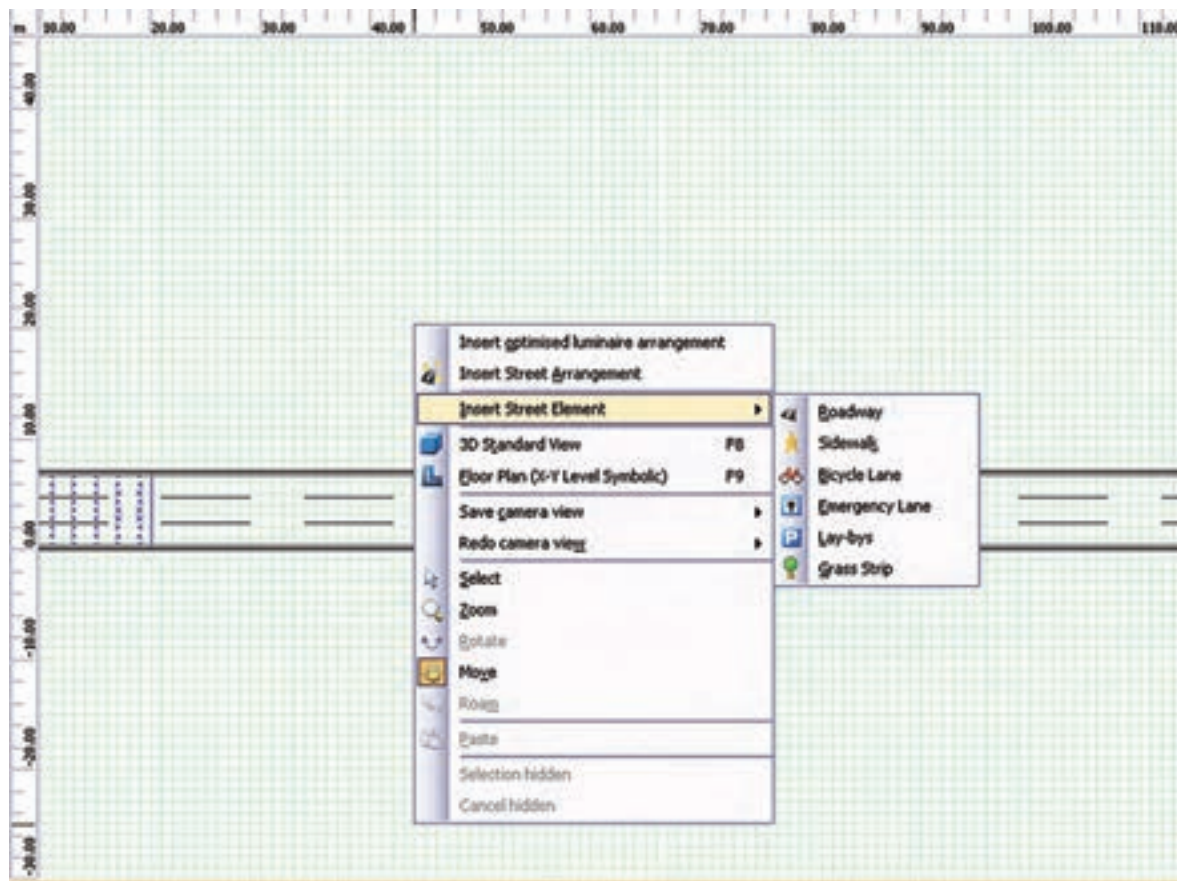 m 10.00 20.00 30.00 40.00 50.00 60.00 70.00 80.00 90.00 100.00 110.00
40.00
30.00
20.00
10.00
0.00
-10.00
-20.00
-30.00
Insert optimised luminaire arrangement
Insert Street Arrangement
Insert Street Element
3D Standard View F8
Floor Plan (X-Y Level Symbolic) F9
Save camera view
Redo camera view
Select
Zoom
Rotate
Move
Roam
Paste
Selection hidden
Cancel hidden
Roadway
Sidewalk
Bicycle Lane
Emergency Lane
P Lay-bys
Grass Strip